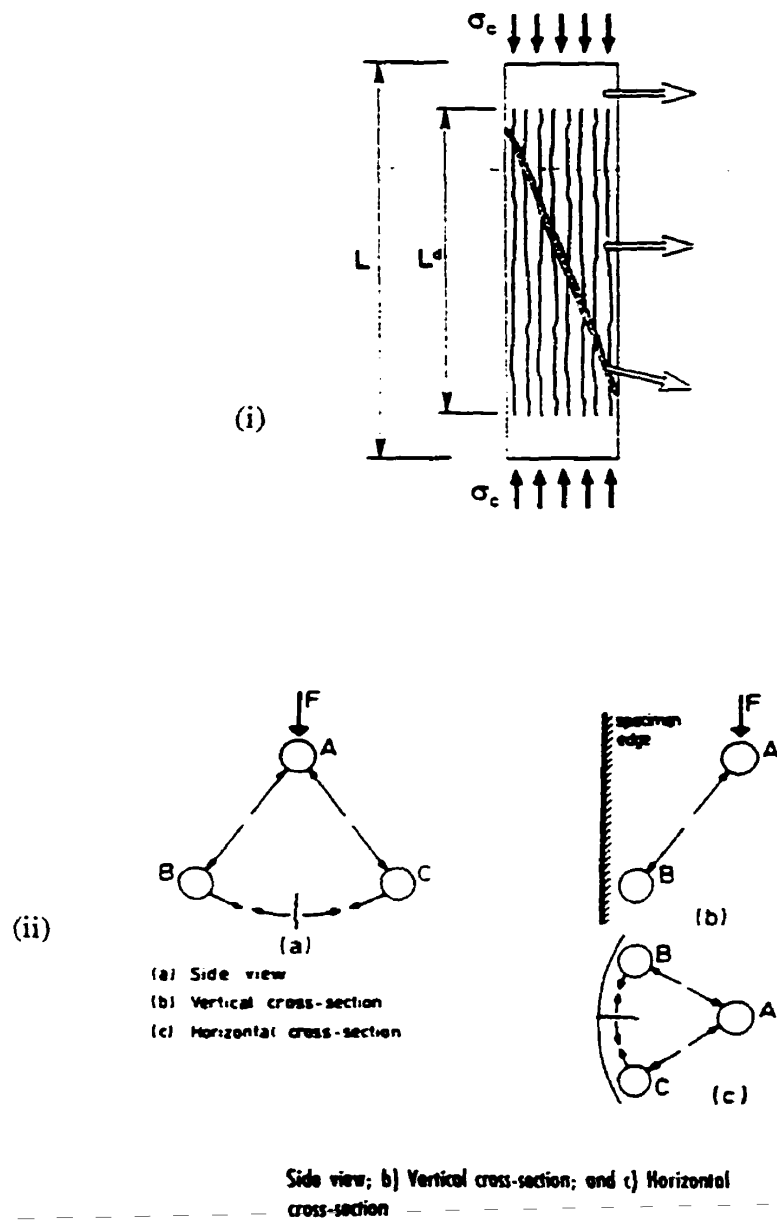 σc
L
Ld
(i)
σc
F
A
B
C
(a)
(ii)
(a) Side view
(b) Vertical cross-section
(c) Horizontal cross-section
F
specimen
edge
A
B
(b)
B
A
C
(c)
Side view; b) Vertical cross-section; and c) Horizontal
cross-section